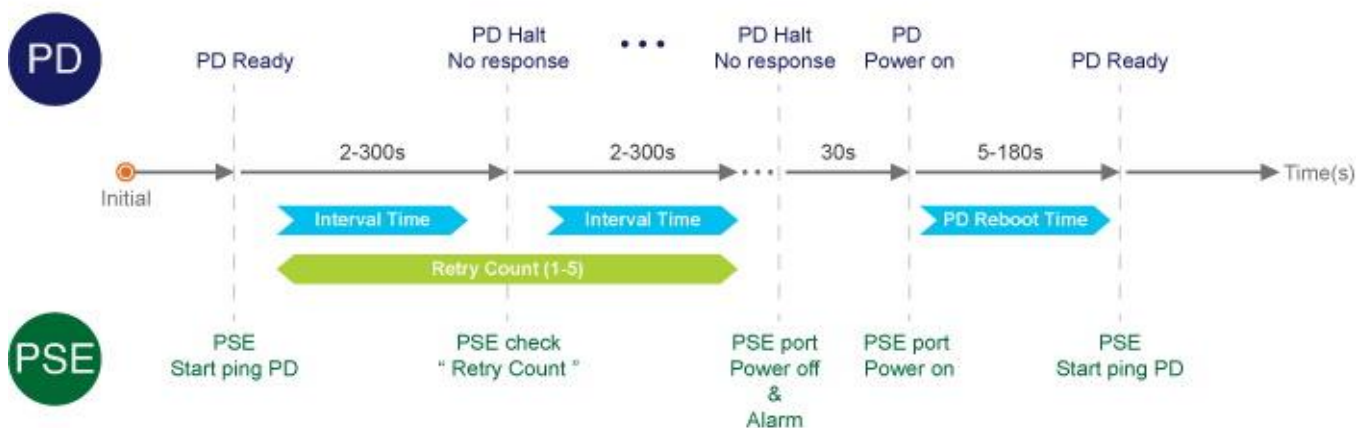 PD
PD Ready
PD Halt
No response
• • •
PD Halt
No response
PD
Power on
PD Ready
2-300s
2-300s
30s
5-180s
Initial
Time(s)
Interval Time
Interval Time
PD Reboot Time
Retry Count (1-5)
PSE
PSE
Start ping PD
PSE check
“ Retry Count ”
PSE port
Power off
&
Alarm
PSE port
Power on
PSE
Start ping PD